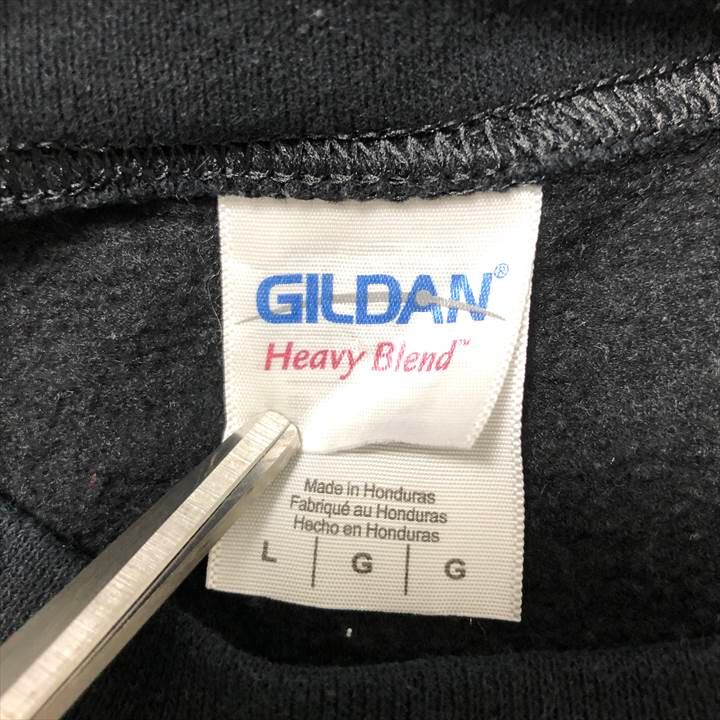 GILDAN®
Heavy Blend™
Made in Honduras
Fabriqué au Honduras
Hecho en Honduras
L | G | G